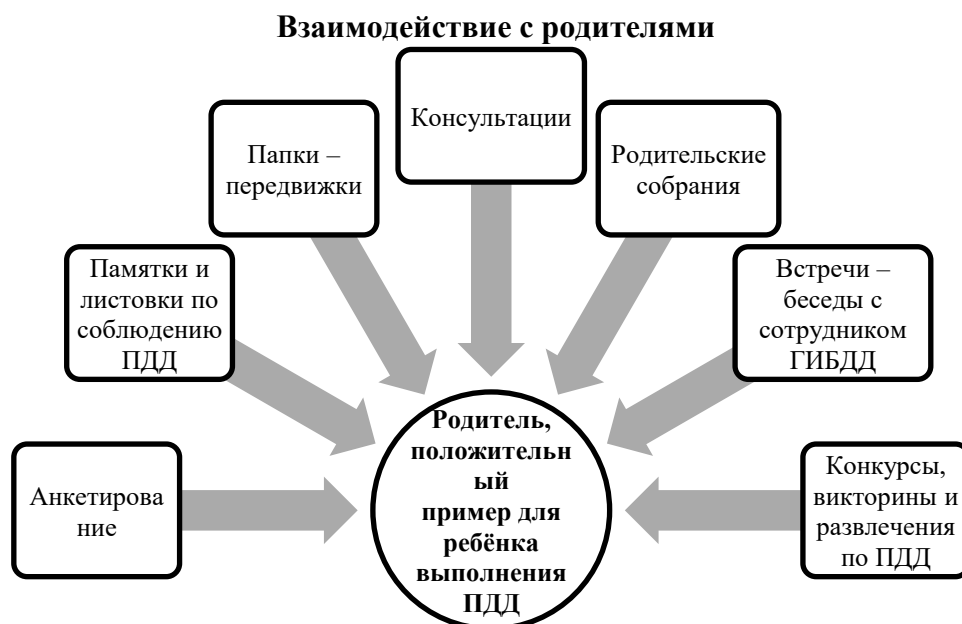 Взаимодействие с родителями
Консультации
Папки –
передвижки
Родительские
собрания
Памятки и
листовки по
соблюдению
ПДД
Встречи –
беседы с
сотрудником
ГИБДД
Анкетирова
ние
Родитель,
положительн
ый
пример для
ребёнка
выполнения
ПДД
Конкурсы,
викторины и
развлечения
по ПДД